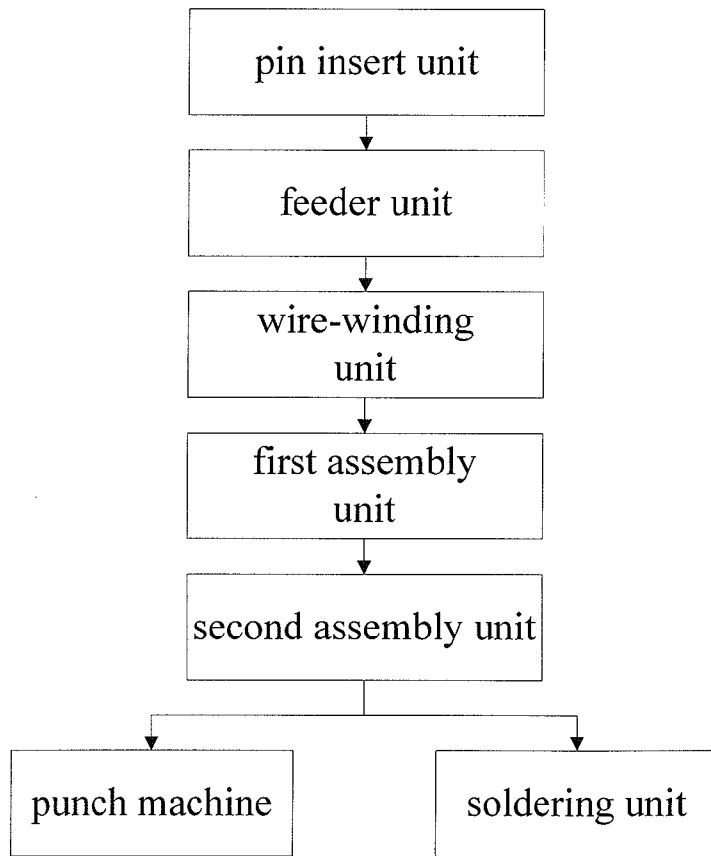 pin insert unit
feeder unit
wire-winding
unit
first assembly
unit
second assembly unit
punch machine
soldering unit